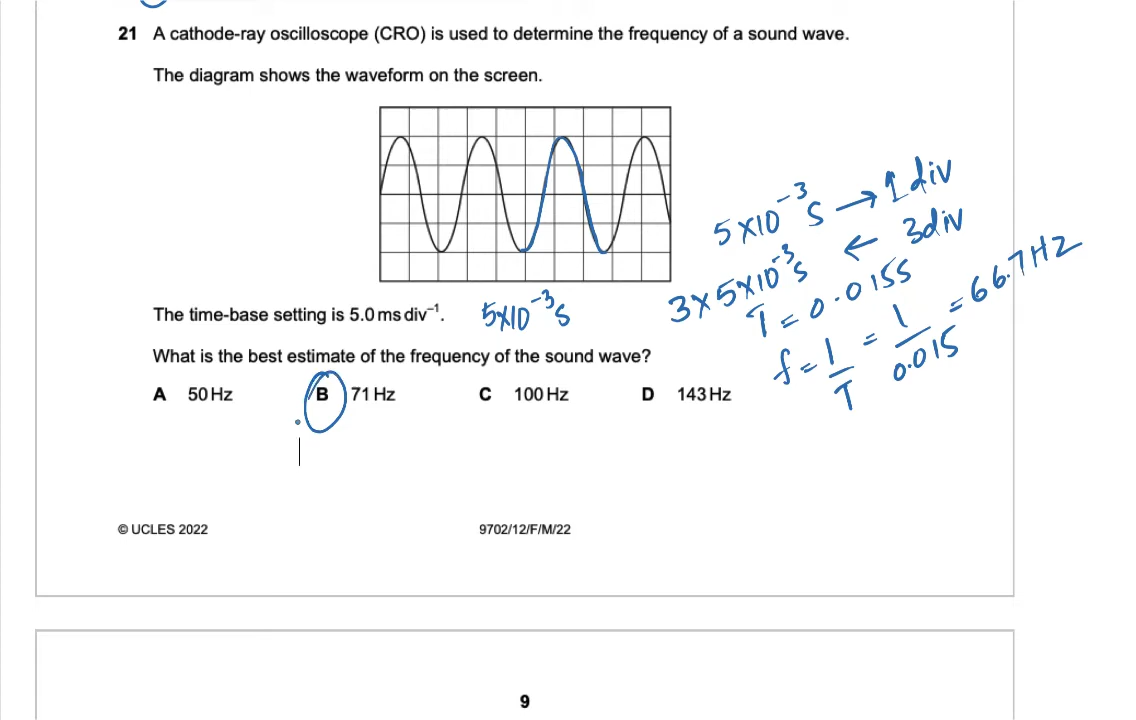 21 A cathode-ray oscilloscope (CRO) is used to determine the frequency of a sound wave.
The diagram shows the waveform on the screen.
5×10⁻³ s → 1 div
← 3 div
3×5×10⁻³ s
T = 0.015s
f = 1/T = 1/0.015 = 66.7 Hz
The time-base setting is 5.0 ms div⁻¹. 5×10⁻³ s
What is the best estimate of the frequency of the sound wave?
A 50 Hz B 71 Hz C 100 Hz D 143 Hz
© UCLES 2022 9702/12/F/M/22
9